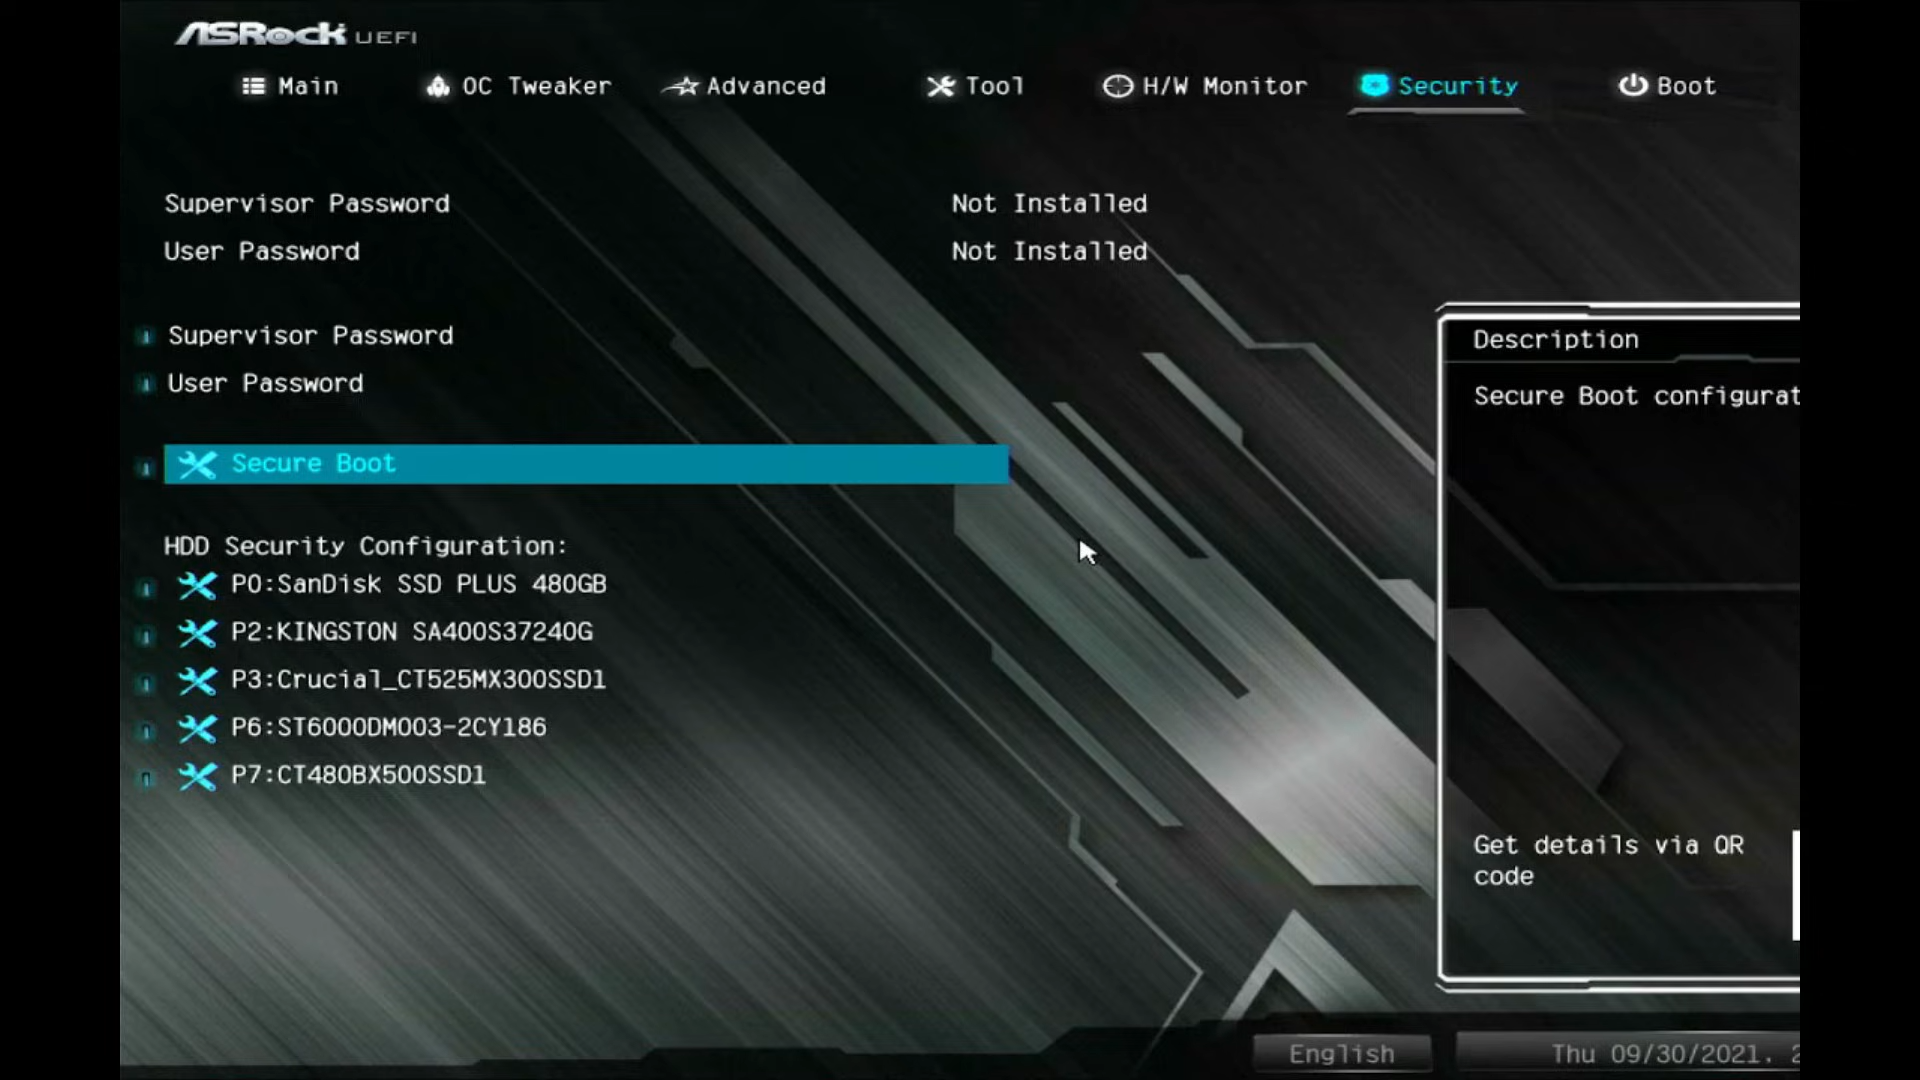 ASRock UEFI
Main OC Tweaker Advanced Tool H/W Monitor Security Boot
Supervisor Password Not Installed
User Password Not Installed
Supervisor Password
User Password
Secure Boot
HDD Security Configuration:
P0:SanDisk SSD PLUS 480GB
P2:KINGSTON SA400S37240G
P3:Crucial_CT525MX300SSD1
P6:ST6000DM003-2CY186
P7:CT480BX500SSD1
Description
Secure Boot configurat
Get details via QR
code
English Thu 09/30/2021.